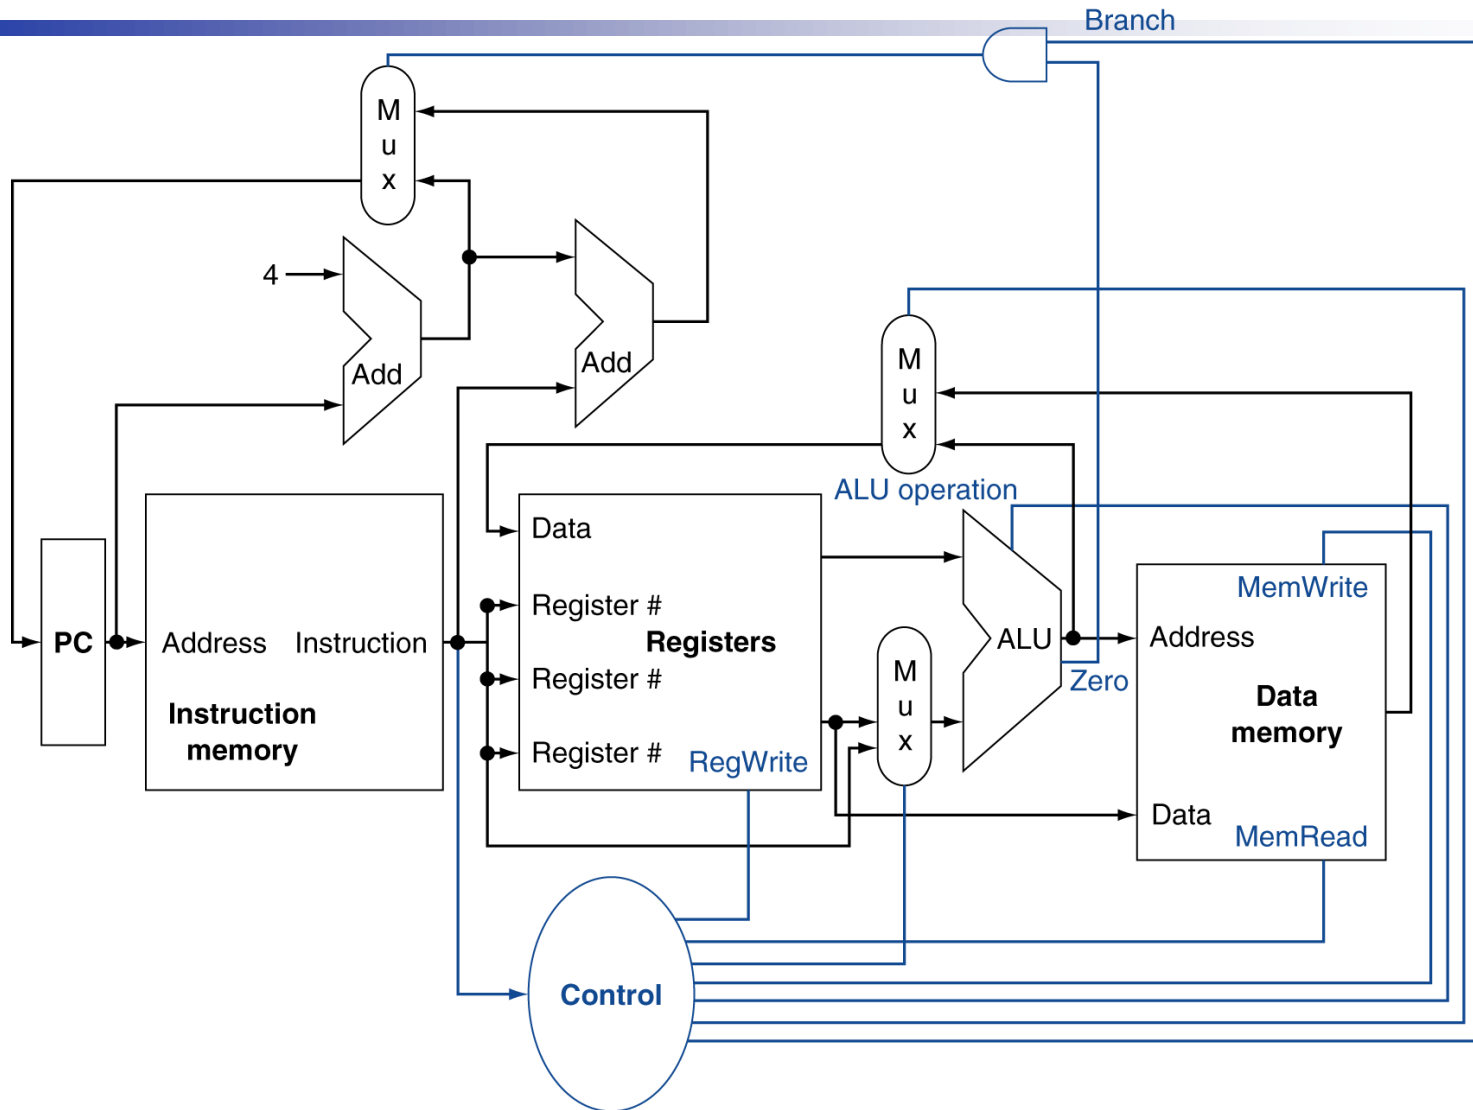 Branch
M
u
x
4
Add
Add
M
u
x
ALU operation
Data
Register #
Registers
Register #
Register #
RegWrite
PC
Address
Instruction
Instruction
memory
M
u
x
ALU
Zero
MemWrite
Address
Data
memory
Data
MemRead
Control